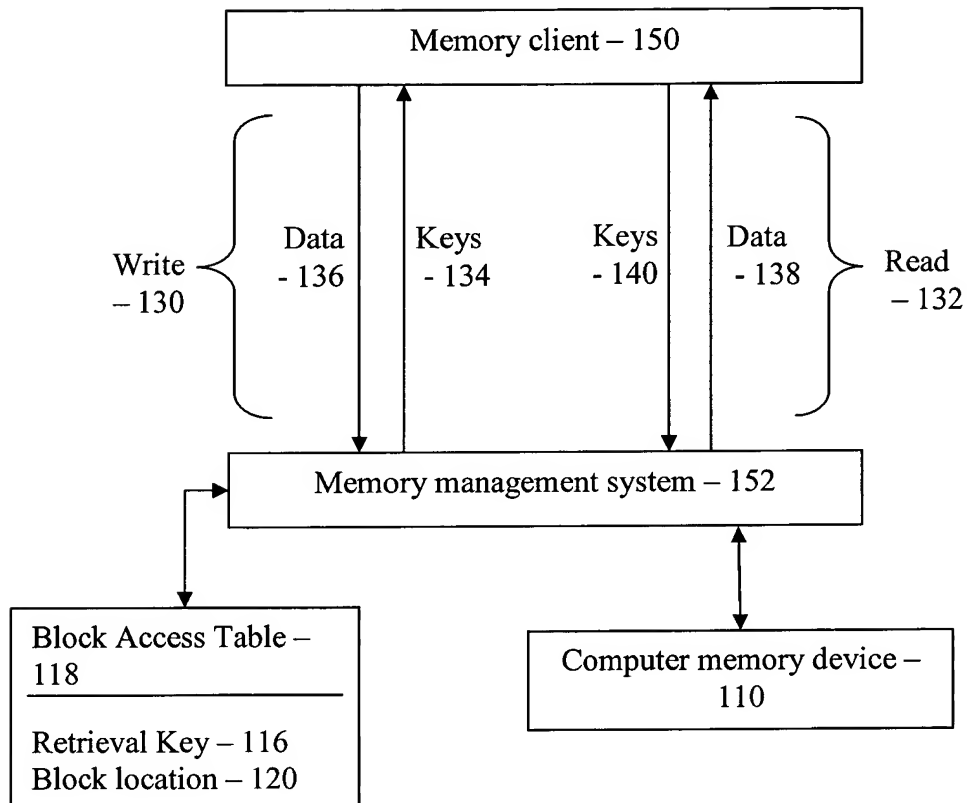 Memory client – 150
Data
- 136
Keys
- 134
Keys
- 140
Data
- 138
Write
– 130
Read
– 132
Memory management system – 152
Block Access Table –
118
Retrieval Key – 116
Block location – 120
Computer memory device –
110